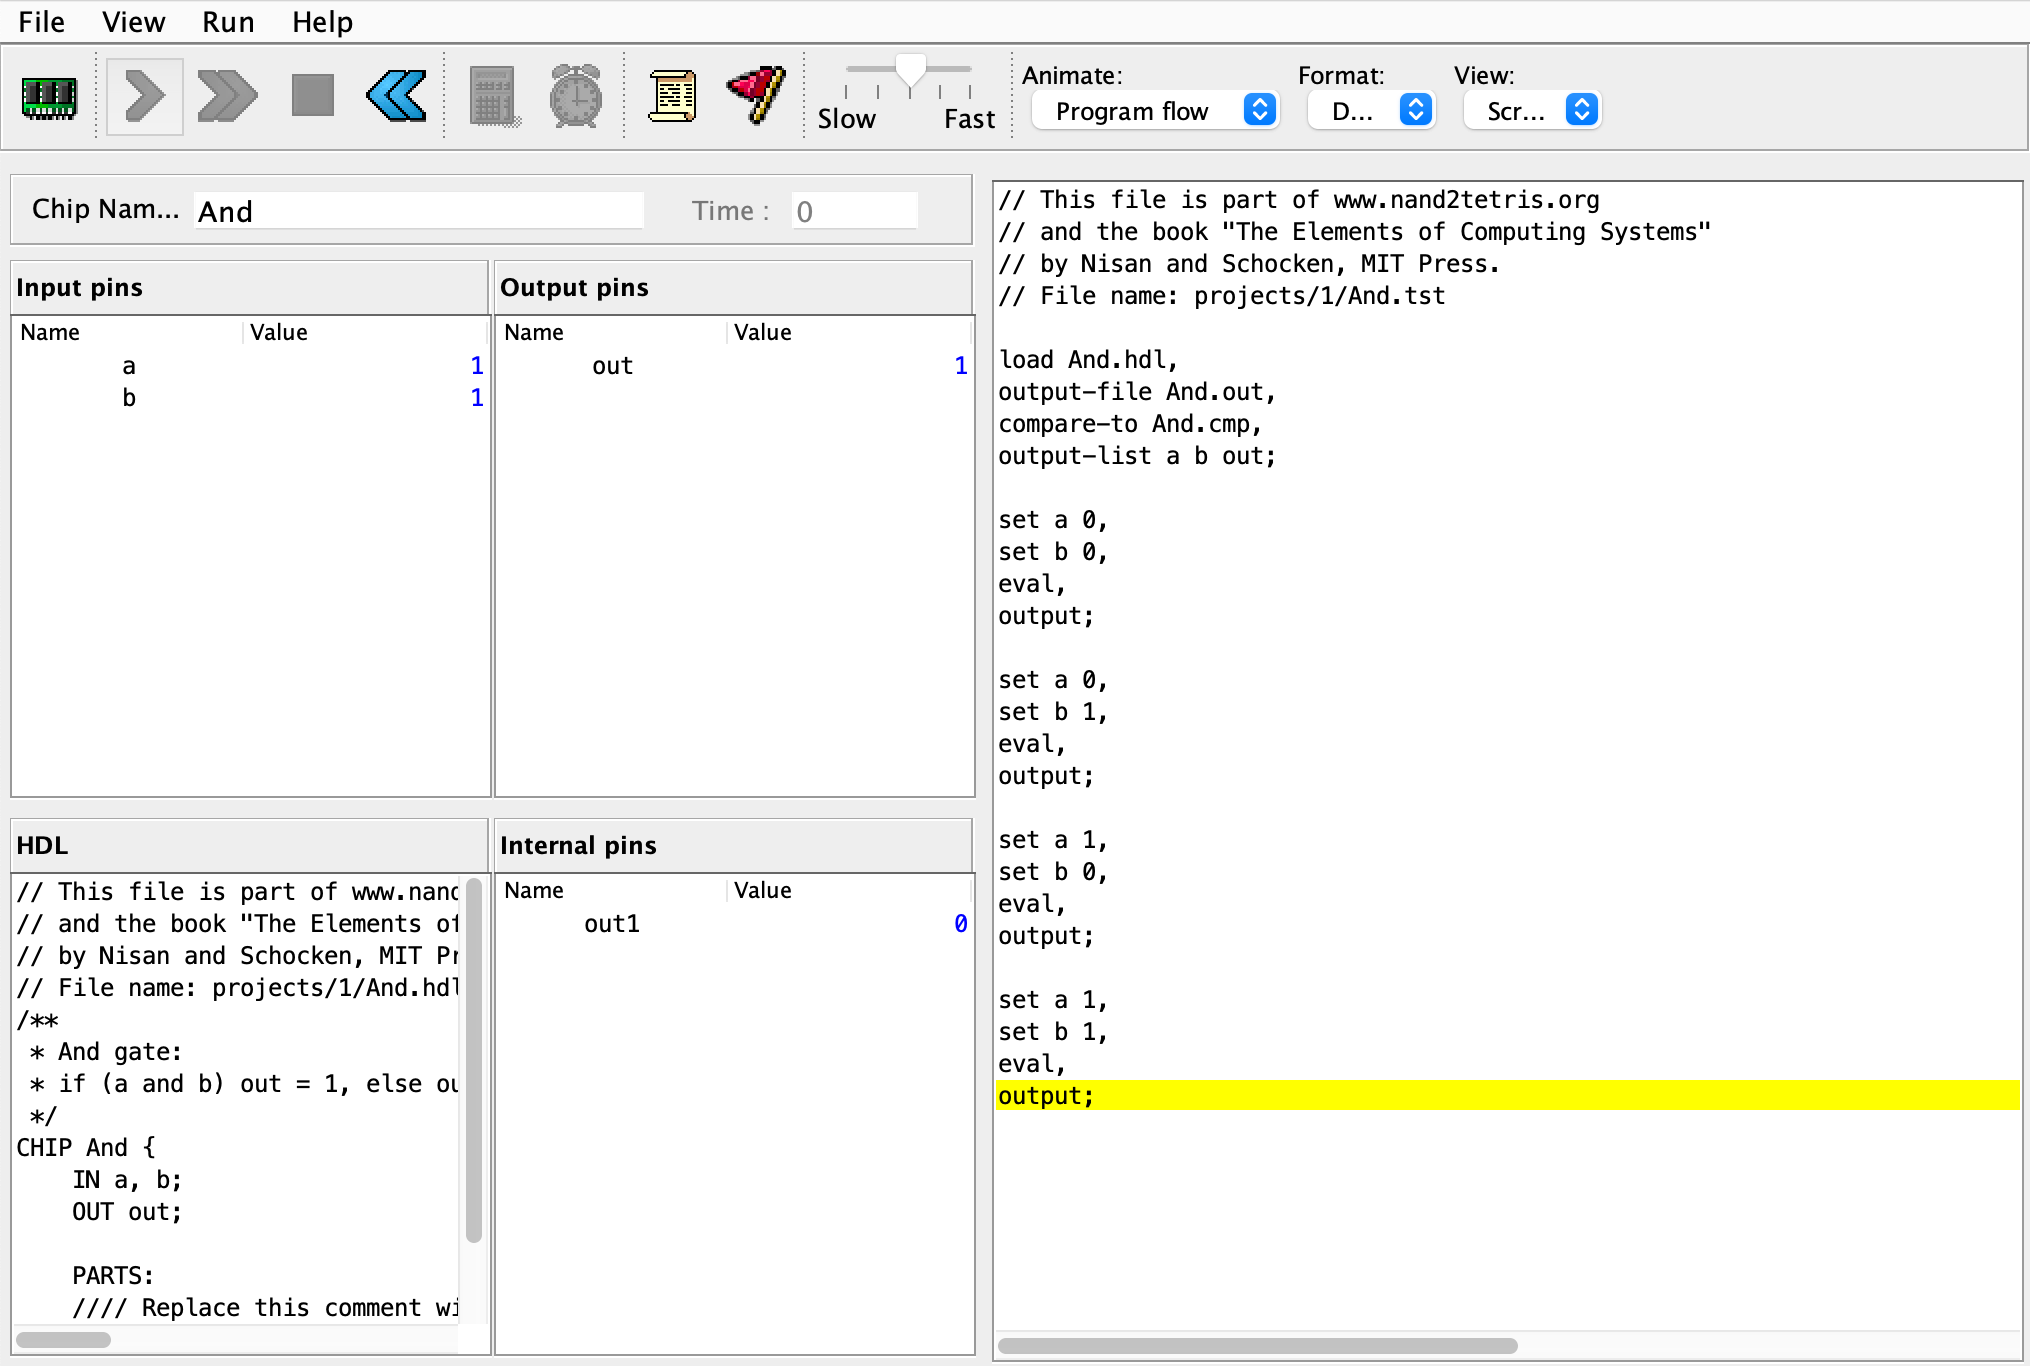 File View Run Help
Slow Fast
Animate: Format: View:
Program flow D... Scr...
Chip Nam... And Time : 0
Input pins
Name Value
a 1
b 1
Output pins
Name Value
out 1
HDL
// This file is part of www.nand
// and the book "The Elements of
// by Nisan and Schocken, MIT Pr
// File name: projects/1/And.hdl
/**
 * And gate:
 * if (a and b) out = 1, else ou
 */
CHIP And {
    IN a, b;
    OUT out;
    PARTS:
    //// Replace this comment wi
Internal pins
Name Value
out1 0
// This file is part of www.nand2tetris.org
// and the book "The Elements of Computing Systems"
// by Nisan and Schocken, MIT Press.
// File name: projects/1/And.tst
load And.hdl,
output-file And.out,
compare-to And.cmp,
output-list a b out;
set a 0,
set b 0,
eval,
output;
set a 0,
set b 1,
eval,
output;
set a 1,
set b 0,
eval,
output;
set a 1,
set b 1,
eval,
output;